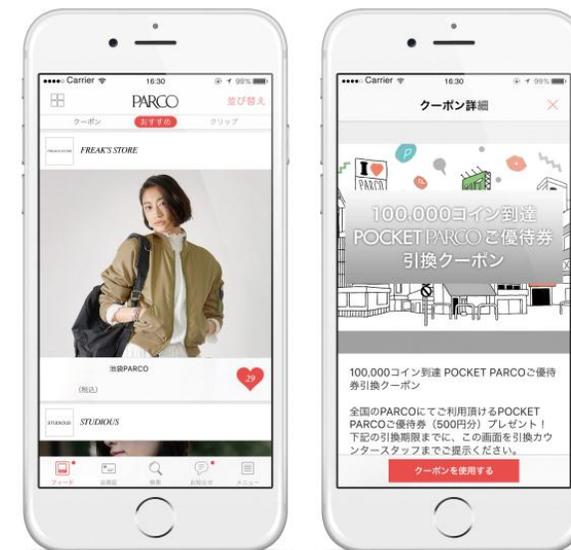 Carrier 16:30 99%
PARCO 並び替え
クーポン おすすめ クリップ
FREAK'S STORE FREAK'S STORE
池袋PARCO
(税込)
29
STUDIOUS STUDIOUS
フィード 会員証 検索 お知らせ メニュー
Carrier 16:30 99%
クーポン詳細
P
I
PARCO
GIFT
100,000コイン到達
POCKET PARCOご優待券
引換クーポン
100,000コイン到達 POCKET PARCOご優待
券引換クーポン
全国のPARCOにてご利用頂けるPOCKET
PARCOご優待券（500円分）プレゼント！
下記の引換期限までに、この画面を引換カウ
ンタースタッフまでご提示ください。
クーポンを使用する